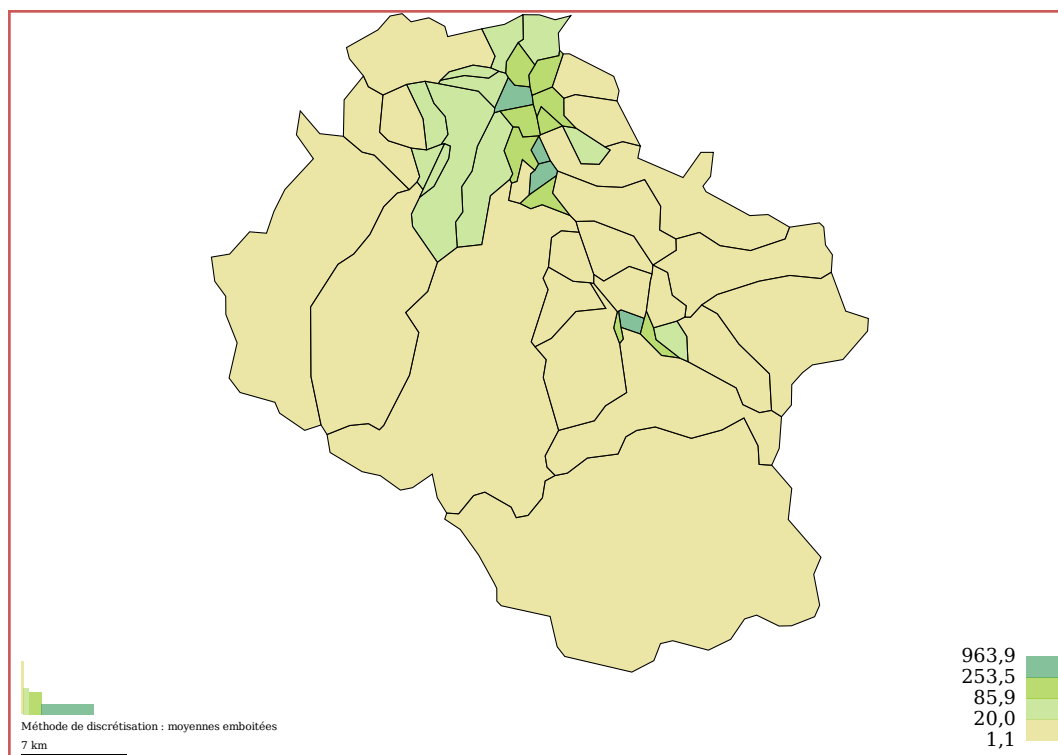 963,9
253,5
85,9
20,0
1,1
Méthode de discrétisation : moyennes emboitées
7 km